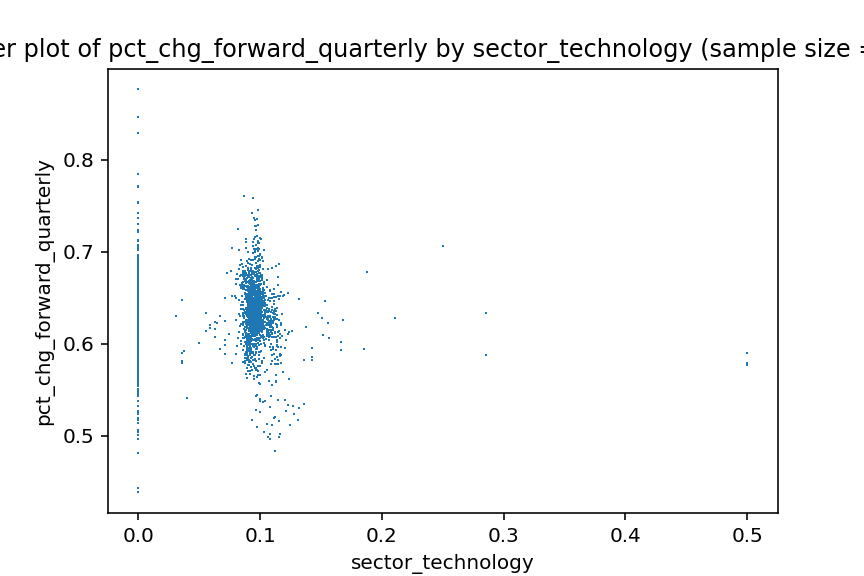 er plot of pct_chg_forward_quarterly by sector_technology (sample size =
pct_chg_forward_quarterly
0.8
0.7
0.6
0.5
0.0 0.1 0.2 0.3 0.4 0.5
sector_technology